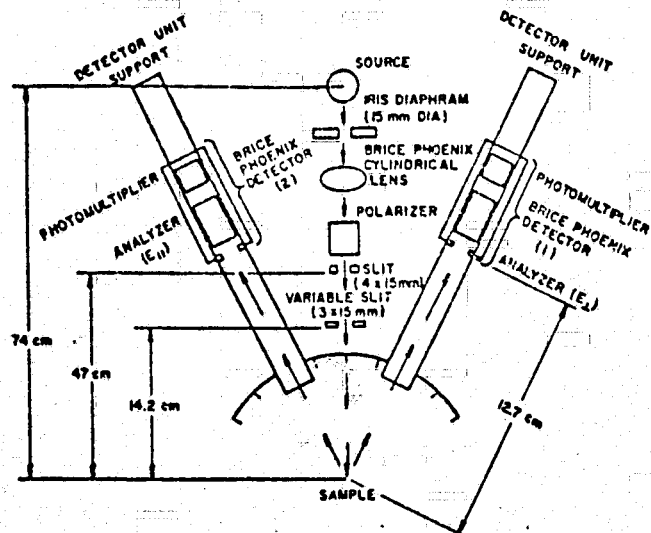 DETECTOR UNIT
SUPPORT
DETECTOR UNIT
SUPPORT
SOURCE
IRIS DIAPHRAM
(15 mm DIA)
BRICE PHOENIX
CYLINDRICAL
LENS
POLARIZER
SLIT
(4 x 15mm)
VARIABLE SLIT
(3 x 15 mm)
BRICE
PHOENIX
DETECTOR
(2)
PHOTOMULTIPLIER
ANALYZER
(E11)
PHOTOMULTIPLIER
BRICE PHOENIX
DETECTOR
(1)
ANALYZER (E⊥)
74 cm
47 cm
14.2 cm
12.7 cm
SAMPLE